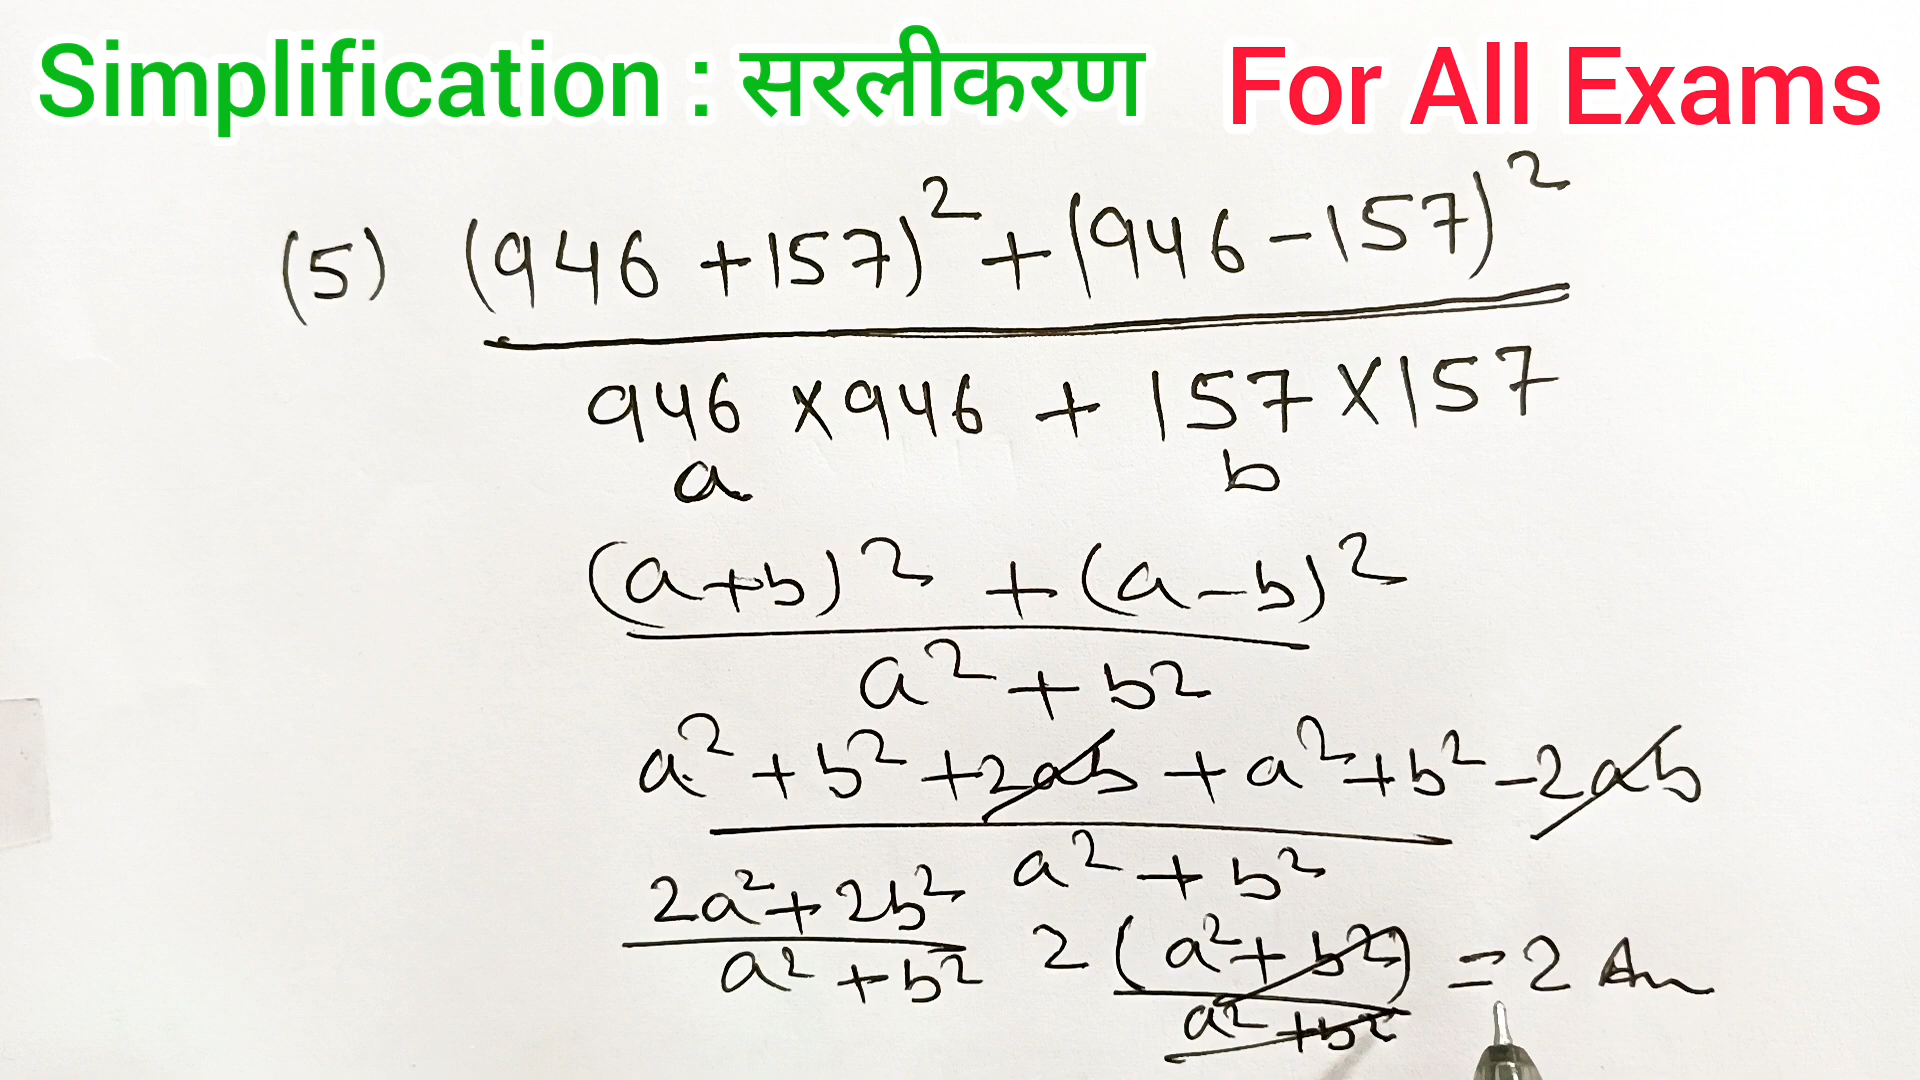 Simplification : सरलीकरण For All Exams
(5) (946 + 157)² + (946 - 157)²
946 × 946 + 157 × 157
a b
(a+b)² + (a-b)²
a² + b²
a² + b² + 2ab + a² + b² - 2ab
a² + b²
2a² + 2b²
a² + b²
2 (a² + b²) = 2 An
a² + b²